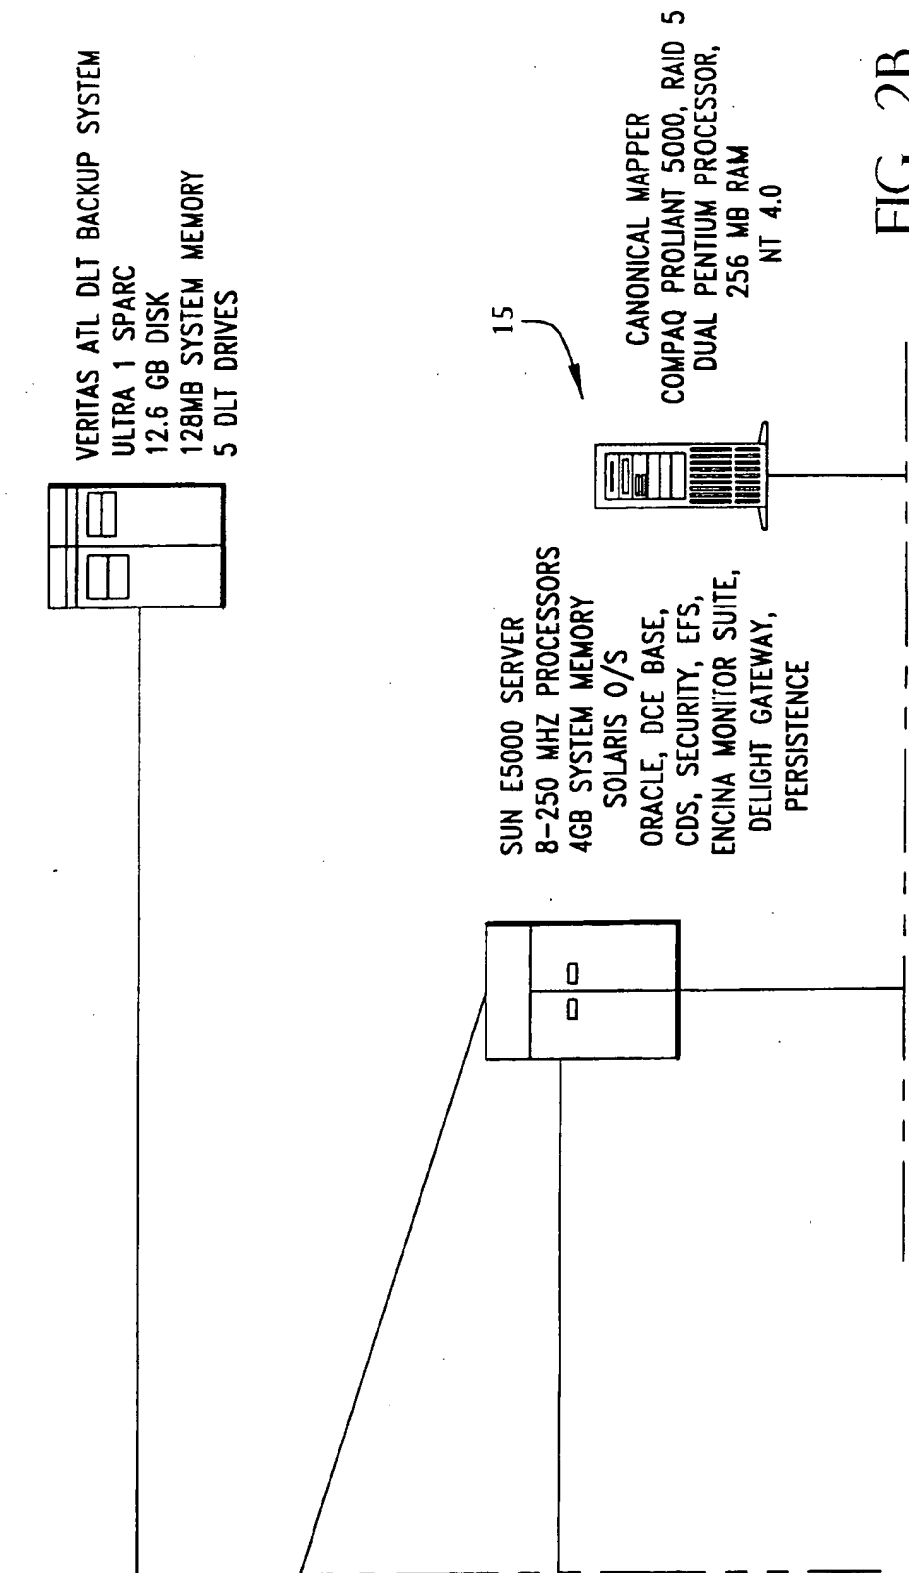 VERITAS ATL DLT BACKUP SYSTEM
ULTRA 1 SPARC
12.6 GB DISK
128MB SYSTEM MEMORY
5 DLT DRIVES
SUN E5000 SERVER
8-250 MHZ PROCESSORS
4GB SYSTEM MEMORY
SOLARIS O/S
ORACLE, DCE BASE,
CDS, SECURITY, EFS,
ENCINA MONITOR SUITE,
DELIGHT GATEWAY,
PERSISTENCE
15
CANONICAL MAPPER
COMPAQ PROLIANT 5000, RAID 5
DUAL PENTIUM PROCESSOR,
256 MB RAM
NT 4.0
FIG. 2B